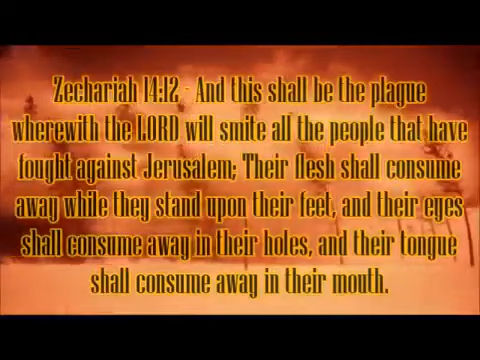 Zechariah 14:12 - And this shall be the plague
wherewith the LORD will smite all the people that have
fought against Jerusalem; Their flesh shall consume
away while they stand upon their feet, and their eyes
shall consume away in their holes, and their tongue
shall consume away in their mouth.